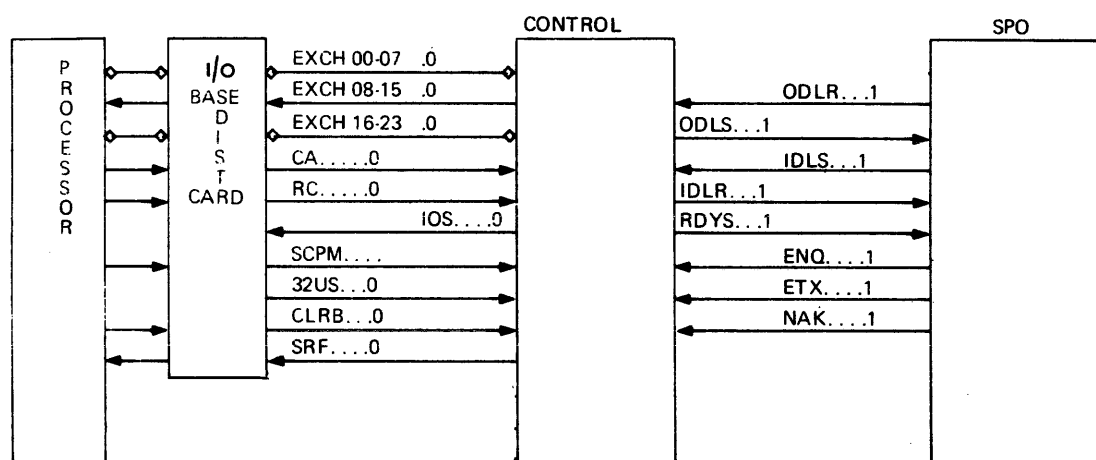 CONTROL
SPO
PROCESSOR
I/O
BASE
DIST
CARD
EXCH 00-07 .0
EXCH 08-15 .0
EXCH 16-23 .0
CA.....0
RC.....0
IOS....0
SCPM....
32US...0
CLRB...0
SRF....0
ODLR...1
ODLS...1
IDLS...1
IDLR...1
RDYS...1
ENQ....1
ETX....1
NAK....1